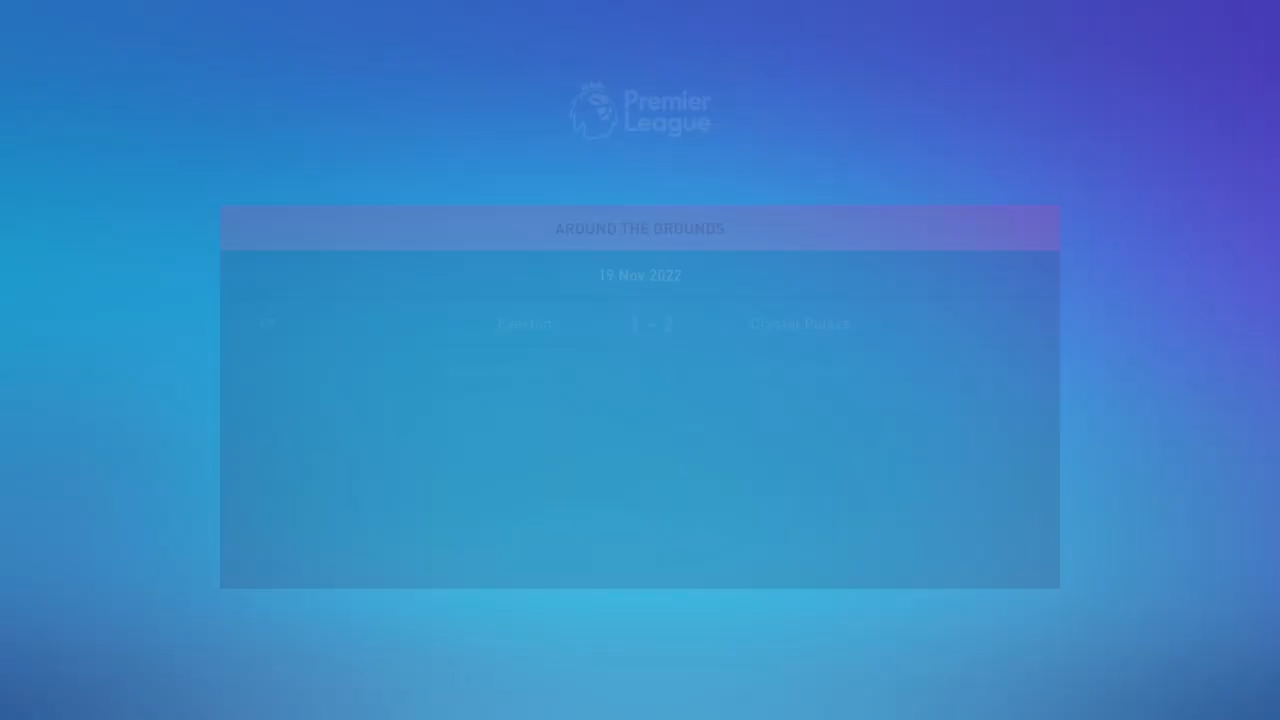 Premier
League
AROUND THE GROUNDS
19 Nov 2022
Everton 1 - 2 Crystal Palace